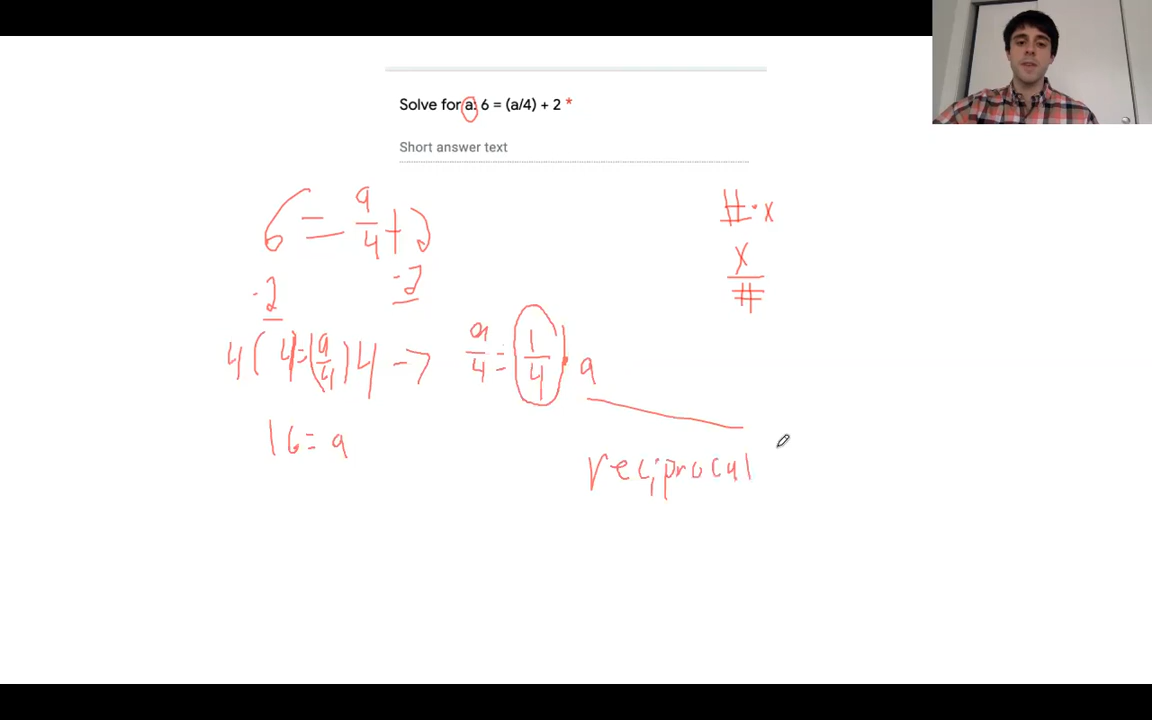 Solve for a: 6 = (a/4) + 2 *
Short answer text
6 = a/4 + 2
-2 -2
4(4) = (a/4)4 -> a/4 = 1/4 · a
16 = a
# · x
x/#
reciprocal